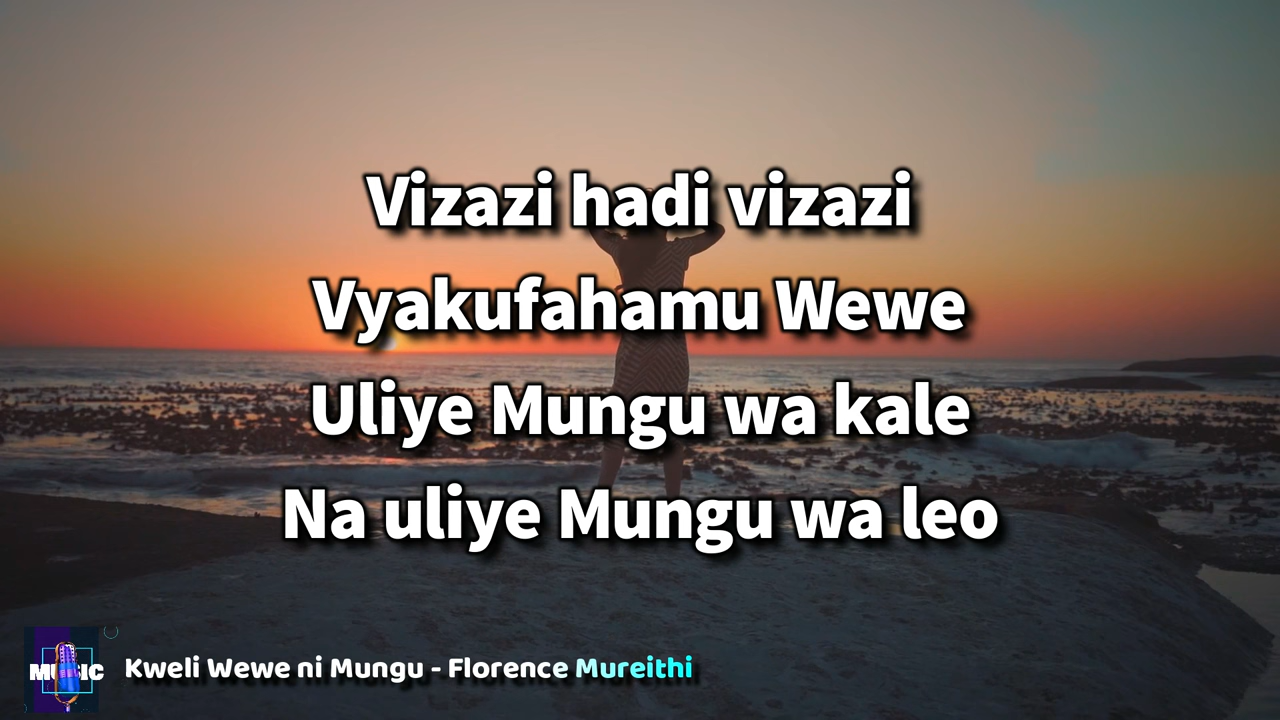 Vizazi hadi vizazi
Vyakufahamu Wewe
Uliye Mungu wa kale
Na uliye Mungu wa leo
MUSIC
Kweli Wewe ni Mungu - Florence Mureithi